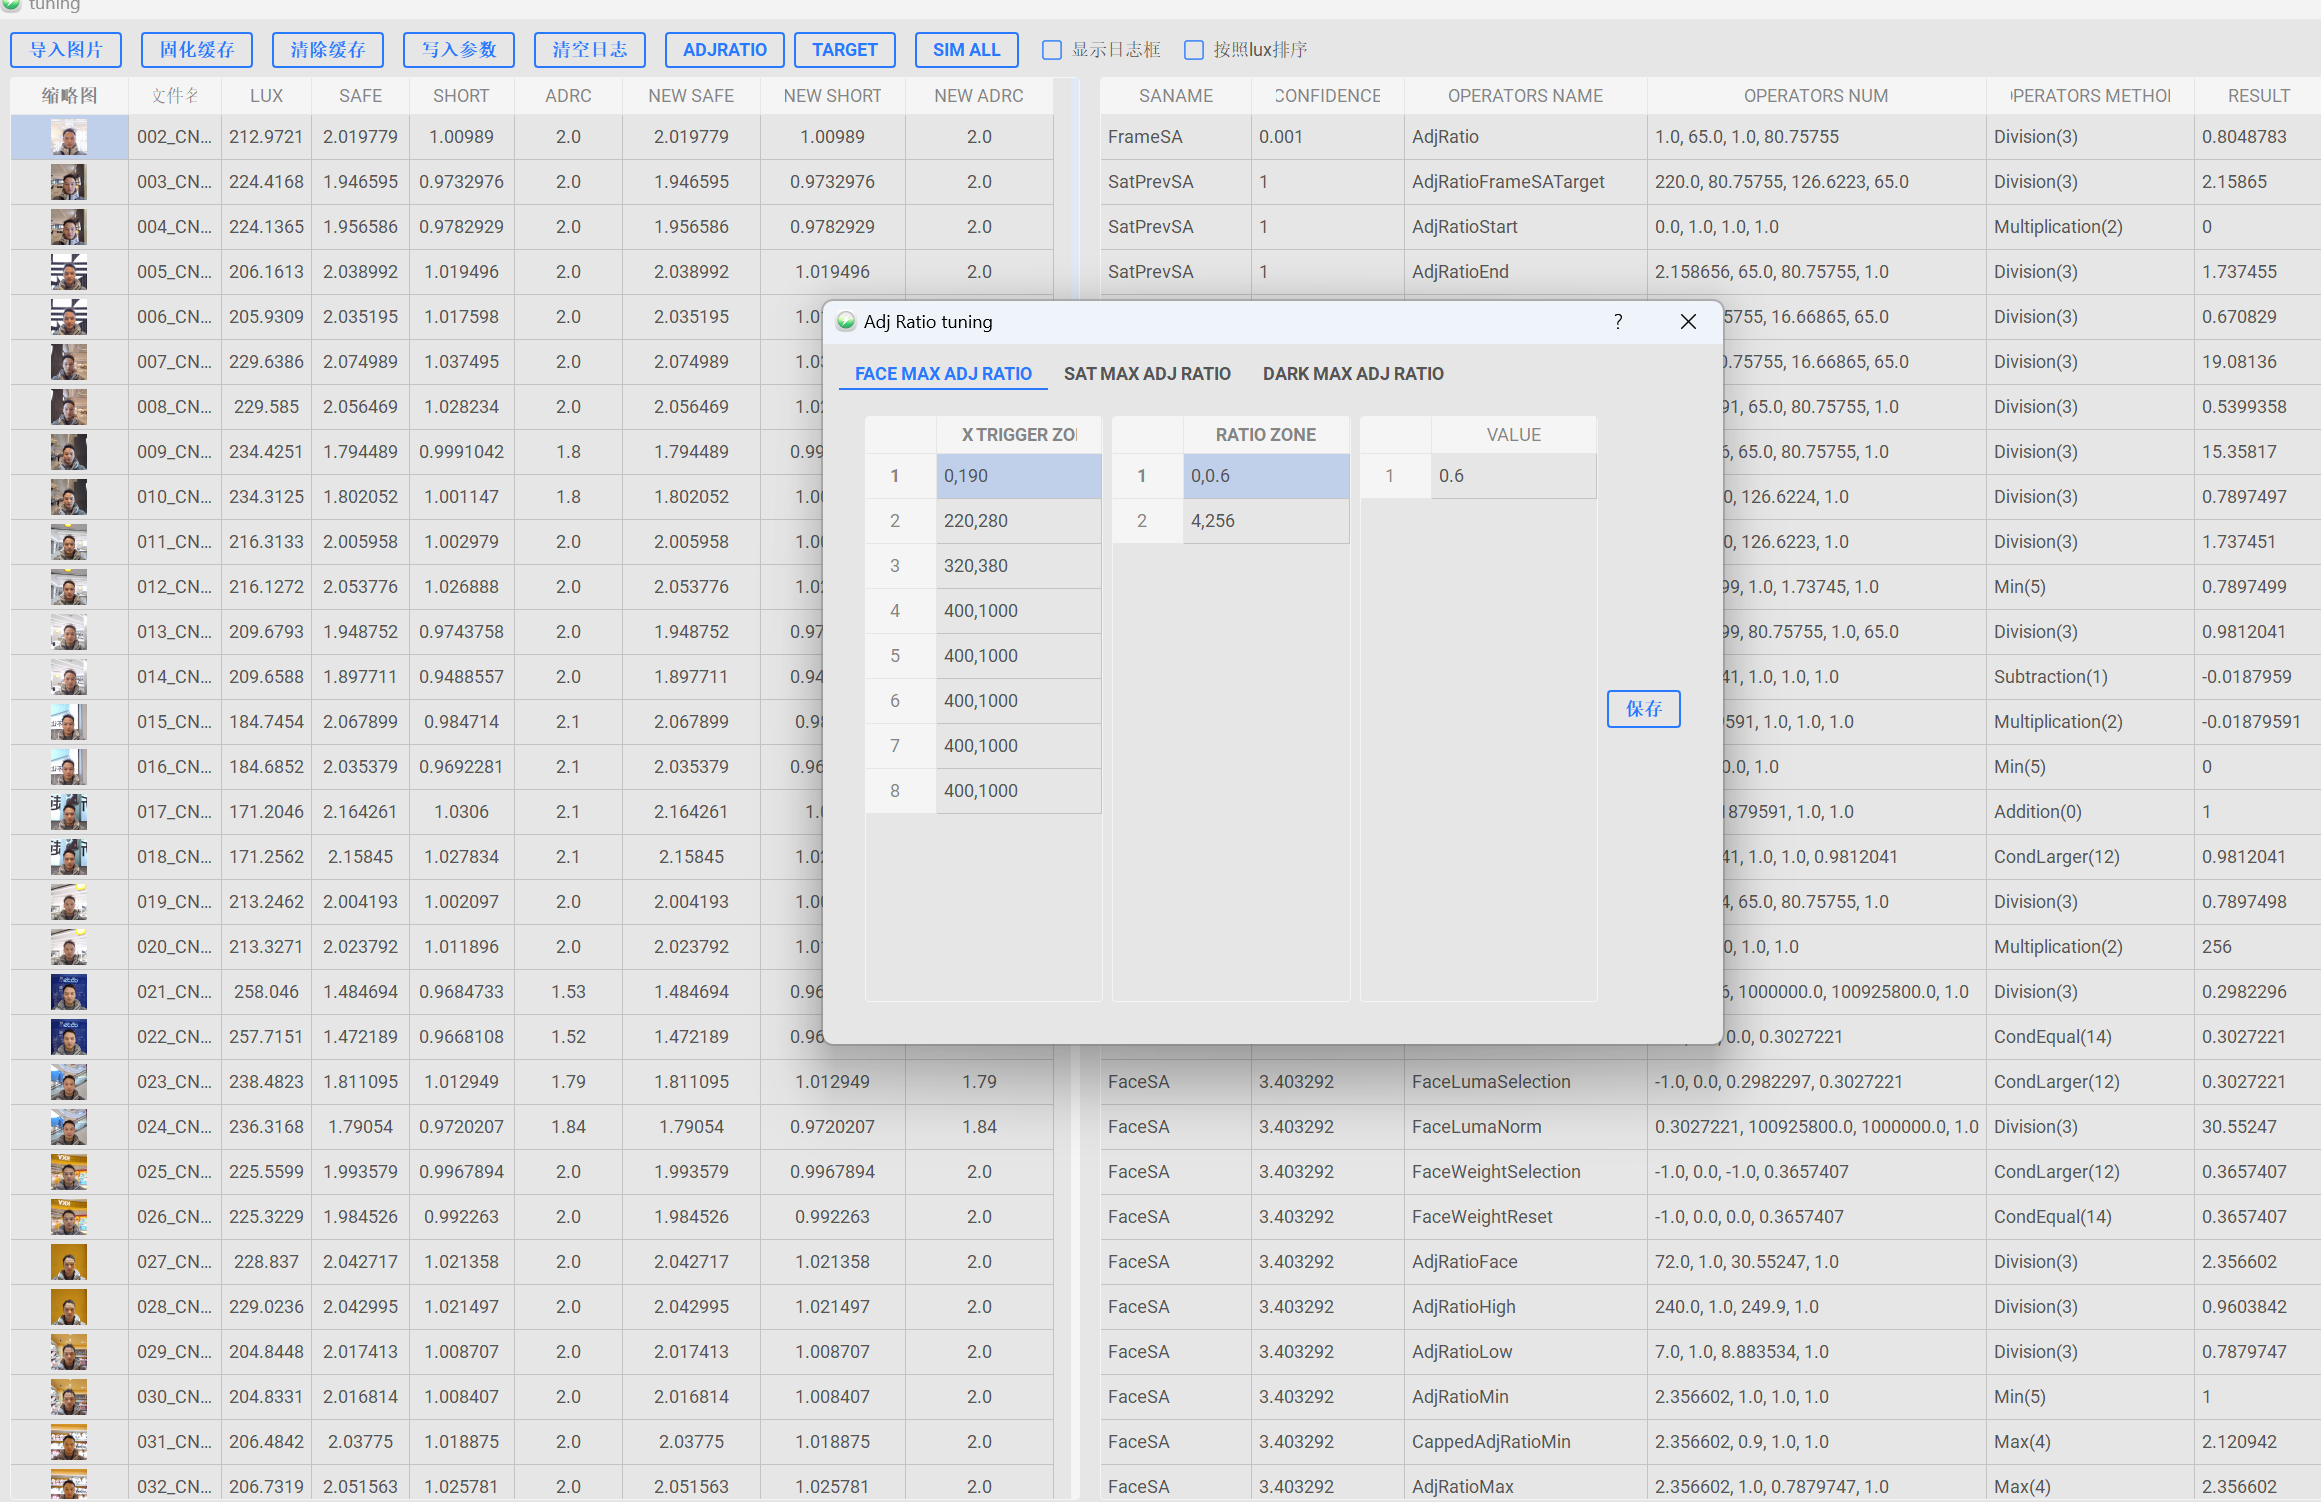 tuning
导入图片 固化缓存 清除缓存 写入参数 清空日志 ADJRATIO TARGET SIM ALL 显示日志框 按照lux排序
缩略图 文件名 LUX SAFE SHORT ADRC NEW SAFE NEW SHORT NEW ADRC
002_CN... 212.9721 2.019779 1.00989 2.0 2.019779 1.00989 2.0
003_CN... 224.4168 1.946595 0.9732976 2.0 1.946595 0.9732976 2.0
004_CN... 224.1365 1.956586 0.9782929 2.0 1.956586 0.9782929 2.0
005_CN... 206.1613 2.038992 1.019496 2.0 2.038992 1.019496 2.0
006_CN... 205.9309 2.035195 1.017598 2.0 2.035195 1.0
007_CN... 229.6386 2.074989 1.037495 2.0 2.074989 1.03
008_CN... 229.585 2.056469 1.028234 2.0 2.056469 1.02
009_CN... 234.4251 1.794489 0.9991042 1.8 1.794489 0.99
010_CN... 234.3125 1.802052 1.001147 1.8 1.802052 1.00
011_CN... 216.3133 2.005958 1.002979 2.0 2.005958 1.00
012_CN... 216.1272 2.053776 1.026888 2.0 2.053776 1.02
013_CN... 209.6793 1.948752 0.9743758 2.0 1.948752 0.97
014_CN... 209.6588 1.897711 0.9488557 2.0 1.897711 0.94
015_CN... 184.7454 2.067899 0.984714 2.1 2.067899 0.98
016_CN... 184.6852 2.035379 0.9692281 2.1 2.035379 0.96
017_CN... 171.2046 2.164261 1.0306 2.1 2.164261 1.0
018_CN... 171.2562 2.15845 1.027834 2.1 2.15845 1.02
019_CN... 213.2462 2.004193 1.002097 2.0 2.004193 1.00
020_CN... 213.3271 2.023792 1.011896 2.0 2.023792 1.01
021_CN... 258.046 1.484694 0.9684733 1.53 1.484694 0.96
022_CN... 257.7151 1.472189 0.9668108 1.52 1.472189 0.96
023_CN... 238.4823 1.811095 1.012949 1.79 1.811095 1.012949 1.79
024_CN... 236.3168 1.79054 0.9720207 1.84 1.79054 0.9720207 1.84
025_CN... 225.5599 1.993579 0.9967894 2.0 1.993579 0.9967894 2.0
026_CN... 225.3229 1.984526 0.992263 2.0 1.984526 0.992263 2.0
027_CN... 228.837 2.042717 1.021358 2.0 2.042717 1.021358 2.0
028_CN... 229.0236 2.042995 1.021497 2.0 2.042995 1.021497 2.0
029_CN... 204.8448 2.017413 1.008707 2.0 2.017413 1.008707 2.0
030_CN... 204.8331 2.016814 1.008407 2.0 2.016814 1.008407 2.0
031_CN... 206.4842 2.03775 1.018875 2.0 2.03775 1.018875 2.0
032_CN... 206.7319 2.051563 1.025781 2.0 2.051563 1.025781 2.0
SANAME CONFIDENCE OPERATORS NAME OPERATORS NUM PERATORS METHO RESULT
FrameSA 0.001 AdjRatio 1.0, 65.0, 1.0, 80.75755 Division(3) 0.8048783
SatPrevSA 1 AdjRatioFrameSATarget 220.0, 80.75755, 126.6223, 65.0 Division(3) 2.15865
SatPrevSA 1 AdjRatioStart 0.0, 1.0, 1.0, 1.0 Multiplication(2) 0
SatPrevSA 1 AdjRatioEnd 2.158656, 65.0, 80.75755, 1.0 Division(3) 1.737455
5755, 16.66865, 65.0 Division(3) 0.670829
.75755, 16.66865, 65.0 Division(3) 19.08136
91, 65.0, 80.75755, 1.0 Division(3) 0.5399358
, 65.0, 80.75755, 1.0 Division(3) 15.35817
0, 126.6224, 1.0 Division(3) 0.7897497
0, 126.6223, 1.0 Division(3) 1.737451
99, 1.0, 1.73745, 1.0 Min(5) 0.7897499
99, 80.75755, 1.0, 65.0 Division(3) 0.9812041
41, 1.0, 1.0, 1.0 Subtraction(1) -0.0187959
591, 1.0, 1.0, 1.0 Multiplication(2) -0.01879591
0.0, 1.0 Min(5) 0
1879591, 1.0, 1.0 Addition(0) 1
41, 1.0, 1.0, 0.9812041 CondLarger(12) 0.9812041
, 65.0, 80.75755, 1.0 Division(3) 0.7897498
0, 1.0, 1.0 Multiplication(2) 256
, 1000000.0, 100925800.0, 1.0 Division(3) 0.2982296
0.0, 0.3027221 CondEqual(14) 0.3027221
FaceSA 3.403292 FaceLumaSelection -1.0, 0.0, 0.2982297, 0.3027221 CondLarger(12) 0.3027221
FaceSA 3.403292 FaceLumaNorm 0.3027221, 100925800.0, 1000000.0, 1.0 Division(3) 30.55247
FaceSA 3.403292 FaceWeightSelection -1.0, 0.0, -1.0, 0.3657407 CondLarger(12) 0.3657407
FaceSA 3.403292 FaceWeightReset -1.0, 0.0, 0.0, 0.3657407 CondEqual(14) 0.3657407
FaceSA 3.403292 AdjRatioFace 72.0, 1.0, 30.55247, 1.0 Division(3) 2.356602
FaceSA 3.403292 AdjRatioHigh 240.0, 1.0, 249.9, 1.0 Division(3) 0.9603842
FaceSA 3.403292 AdjRatioLow 7.0, 1.0, 8.883534, 1.0 Division(3) 0.7879747
FaceSA 3.403292 AdjRatioMin 2.356602, 1.0, 1.0, 1.0 Min(5) 1
FaceSA 3.403292 CappedAdjRatioMin 2.356602, 0.9, 1.0, 1.0 Max(4) 2.120942
FaceSA 3.403292 AdjRatioMax 2.356602, 1.0, 0.7879747, 1.0 Max(4) 2.356602
Adj Ratio tuning ?
FACE MAX ADJ RATIO SAT MAX ADJ RATIO DARK MAX ADJ RATIO
X TRIGGER ZO RATIO ZONE VALUE
1 0,190 1 0,0.6 1 0.6
2 220,280 2 4,256
3 320,380
4 400,1000
5 400,1000
6 400,1000
7 400,1000
8 400,1000
保存